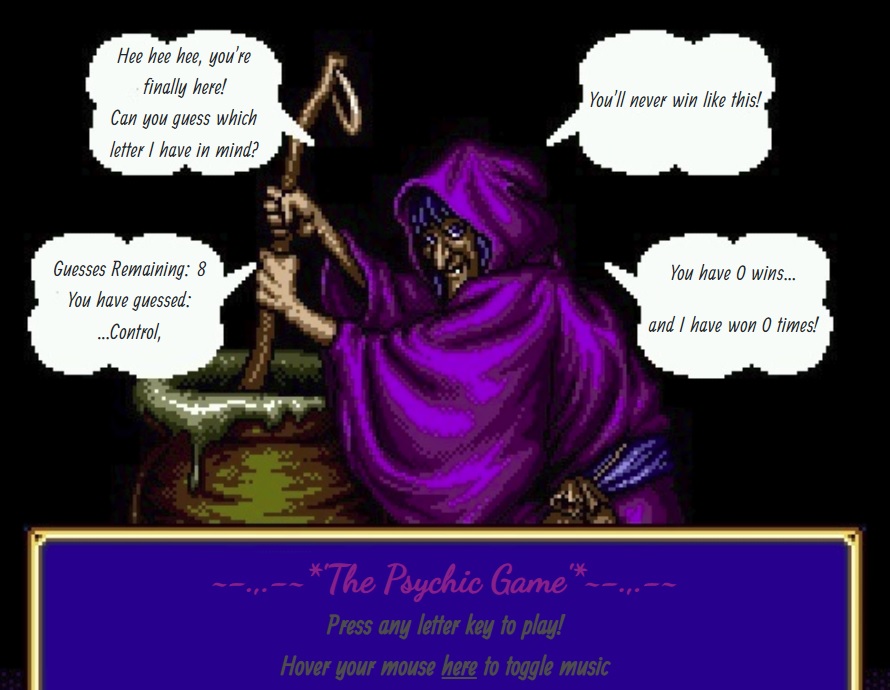 Hee hee hee, you're
finally here!
Can you guess which
letter I have in mind?
You'll never win like this!
Guesses Remaining: 8
You have guessed:
...Control,
You have 0 wins...
and I have won 0 times!
~~.,.~~*'The Psychic Game'*~~.,.~~
Press any letter key to play!
Hover your mouse here to toggle music